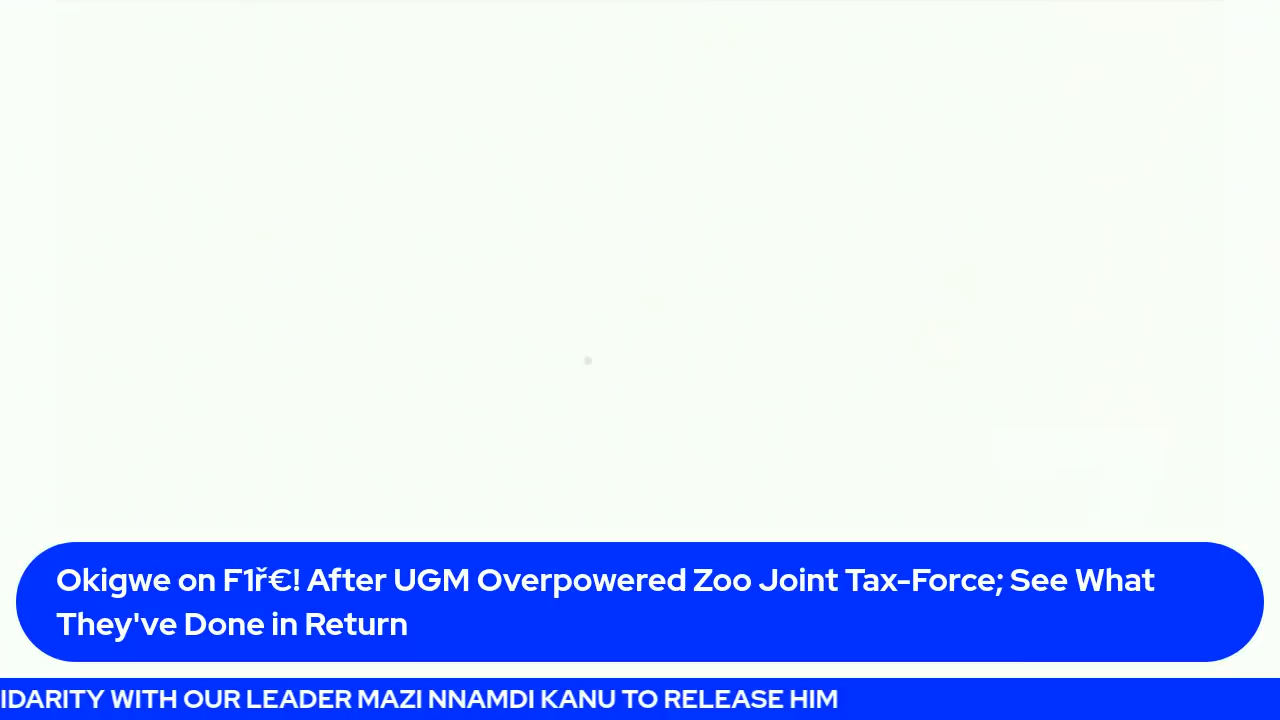 Okigwe on F1ř€! After UGM Overpowered Zoo Joint Tax-Force; See What
They've Done in Return
IDARITY WITH OUR LEADER MAZI NNAMDI KANU TO RELEASE HIM